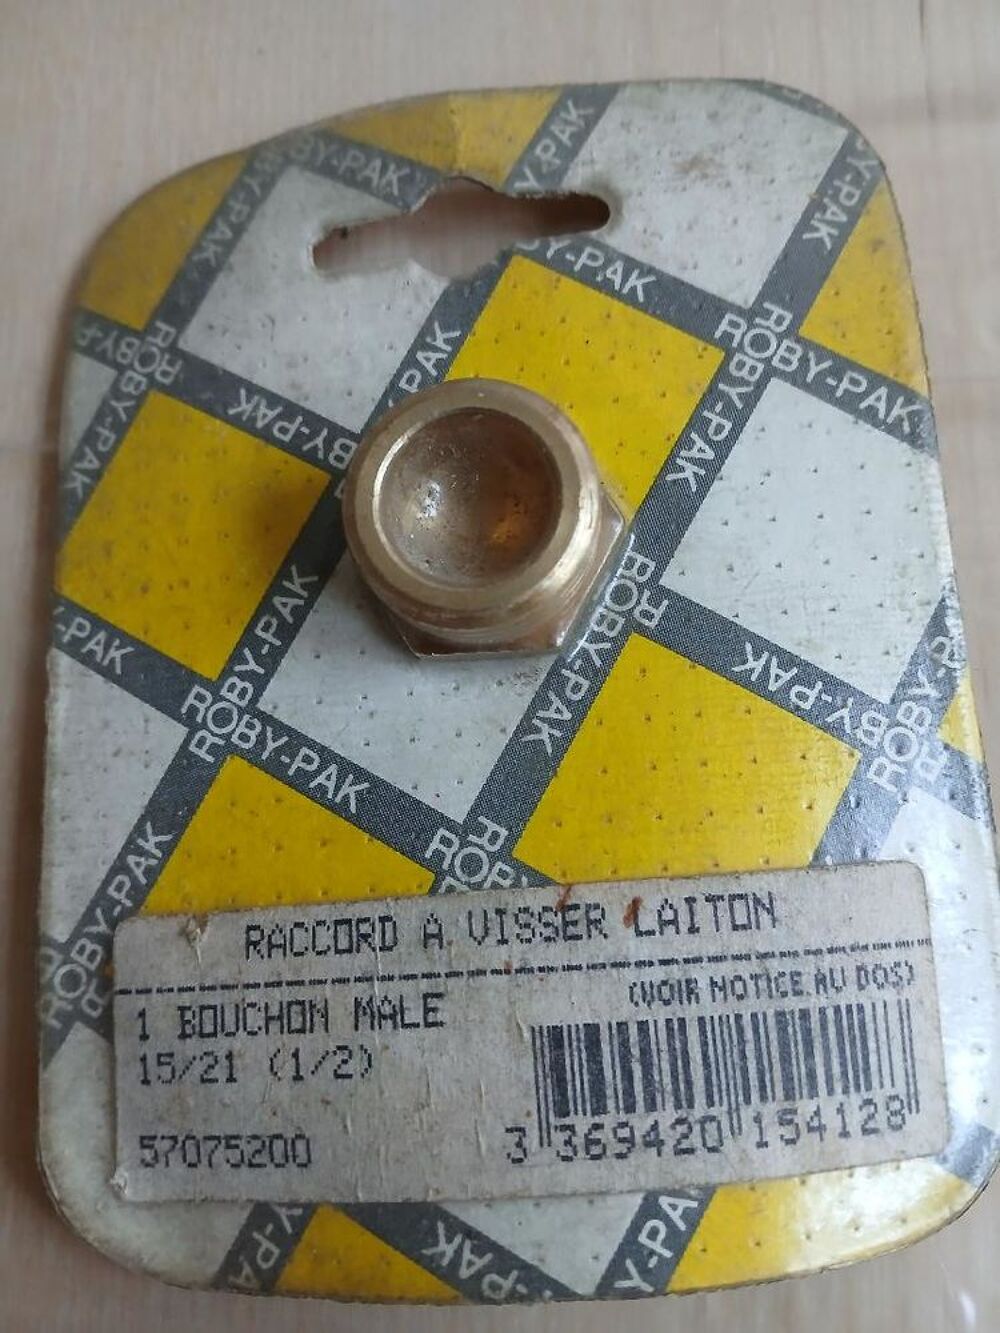 ROBY-PAK
RACCORD A VISSER LAITON
(VOIR NOTICE AU DOS)
1 BOUCHON MALE
15/21 (1/2)
57075200
3 369420 154128